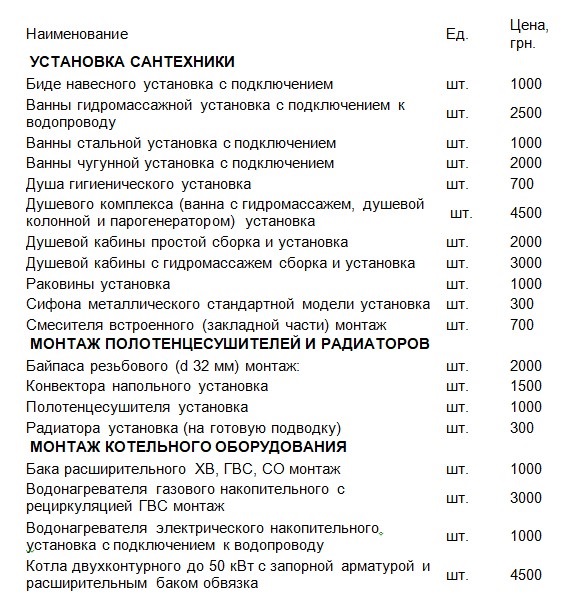 Наименование Ед. Цена,
грн.
УСТАНОВКА САНТЕХНИКИ
Биде навесного установка с подключением шт. 1000
Ванны гидромассажной установка с подключением к
водопроводу шт. 2500
Ванны стальной установка с подключением шт. 1000
Ванны чугунной установка с подключением шт. 2000
Душа гигиенического установка шт. 700
Душевого комплекса (ванна с гидромассажем, душевой
колонной и парогенератором) установка шт. 4500
Душевой кабины простой сборка и установка шт. 2000
Душевой кабины с гидромассажем сборка и установка шт. 3000
Раковины установка шт. 1000
Сифона металлического стандартной модели установка шт. 300
Смесителя встроенного (закладной части) монтаж шт. 700
МОНТАЖ ПОЛОТЕНЦЕСУШИТЕЛЕЙ И РАДИАТОРОВ
Байпаса резьбового (d 32 мм) монтаж: шт. 2000
Конвектора напольного установка шт. 1500
Полотенцесушителя установка шт. 1000
Радиатора установка (на готовую подводку) шт. 300
МОНТАЖ КОТЕЛЬНОГО ОБОРУДОВАНИЯ
Бака расширительного ХВ, ГВС, СО монтаж шт. 1000
Водонагревателя газового накопительного с
рециркуляцией ГВС монтаж шт. 3000
Водонагревателя электрического накопительного
установка с подключением к водопроводу шт. 1000
Котла двухконтурного до 50 кВт с запорной арматурой и
расширительным баком обвязка шт. 4500